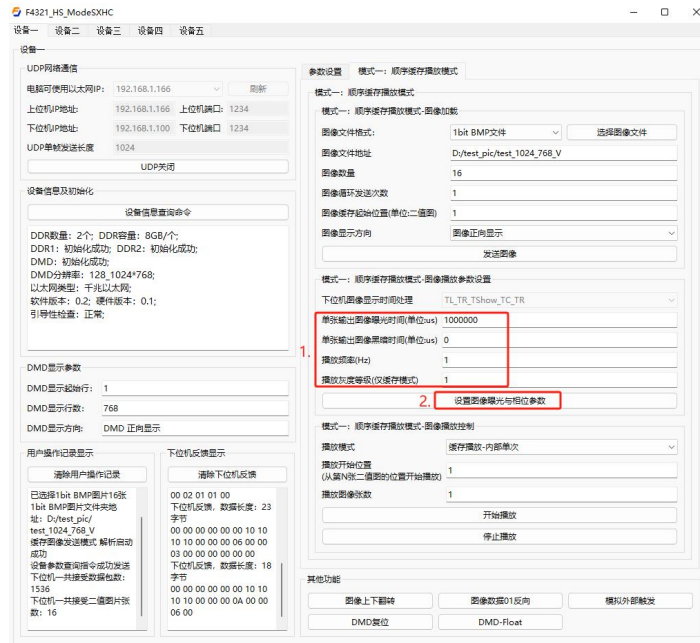 F4321_HS_ModeSXHC
设备一 设备二 设备三 设备四 设备五
设备一
UDP网络通信
电脑可使用以太网IP: 192.168.1.166 刷新
上位机IP地址: 192.168.1.166 上位机端口: 1234
下位机IP地址: 192.168.1.100 下位机端口 1234
UDP单帧发送长度 1024
UDP关闭
设备信息及初始化
设备信息查询命令
DDR数量: 2个; DDR容量: 8GB/个;
DDR1: 初始化成功; DDR2: 初始化成功;
DMD: 初始化成功;
DMD分辨率: 128_1024*768;
以太网类型: 千兆以太网;
软件版本: 0.2; 硬件版本: 0.1;
引导性检查: 正常;
DMD显示参数
DMD显示起始行: 1
DMD显示行数: 768
DMD显示方向: DMD 正向显示
用户操作记录显示
清除用户操作记录
已选择1bit BMP图片16张
1bit BMP图片文件夹地
址: D:/test_pic/
test_1024_768_V
缓存图像发送模式 解析启动
成功
设备参数查询指令成功发送
下位机一共接受数据包数:
1536
下位机一共接受二值图片张
数: 16
下位机反馈显示
清除下位机反馈
00 02 01 01 00
下位机反馈, 数据长度: 23
字节
00 00 00 00 00 00 10 10
10 10 00 00 00 06 00 00
03 00 00 00 00 00 00
下位机反馈, 数据长度: 18
字节
00 00 00 00 00 00 10 10
10 10 00 00 00 0A 00 00
06 00
参数设置 模式一: 顺序缓存播放模式
模式一: 顺序缓存播放模式
模式一: 顺序缓存播放模式-图像加载
图像文件格式: 1bit BMP文件 选择图像文件
图像文件地址 D:/test_pic/test_1024_768_V
图像数量 16
图像循环发送次数 1
图像缓存起始位置(单位:二值图) 1
图像显示方向 图像正向显示
发送图像
模式一: 顺序缓存播放模式-图像播放参数设置
下位机图像显示时间处理 TL_TR_TShow_TC_TR
1.
单张输出图像曝光时间(单位:us) 1000000
单张输出图像黑暗时间(单位:us) 0
播放频率(Hz) 1
播放灰度等级(仅缓存模式) 1
2. 设置图像曝光与相位参数
模式一: 顺序缓存播放模式-图像播放控制
播放模式 缓存播放-内部单次
播放开始位置
(从第N张二值图的位置开始播放) 1
播放图像张数 1
开始播放
停止播放
其他功能
图像上下翻转 图像数据01反向 模拟外部触发
DMD复位 DMD-Float